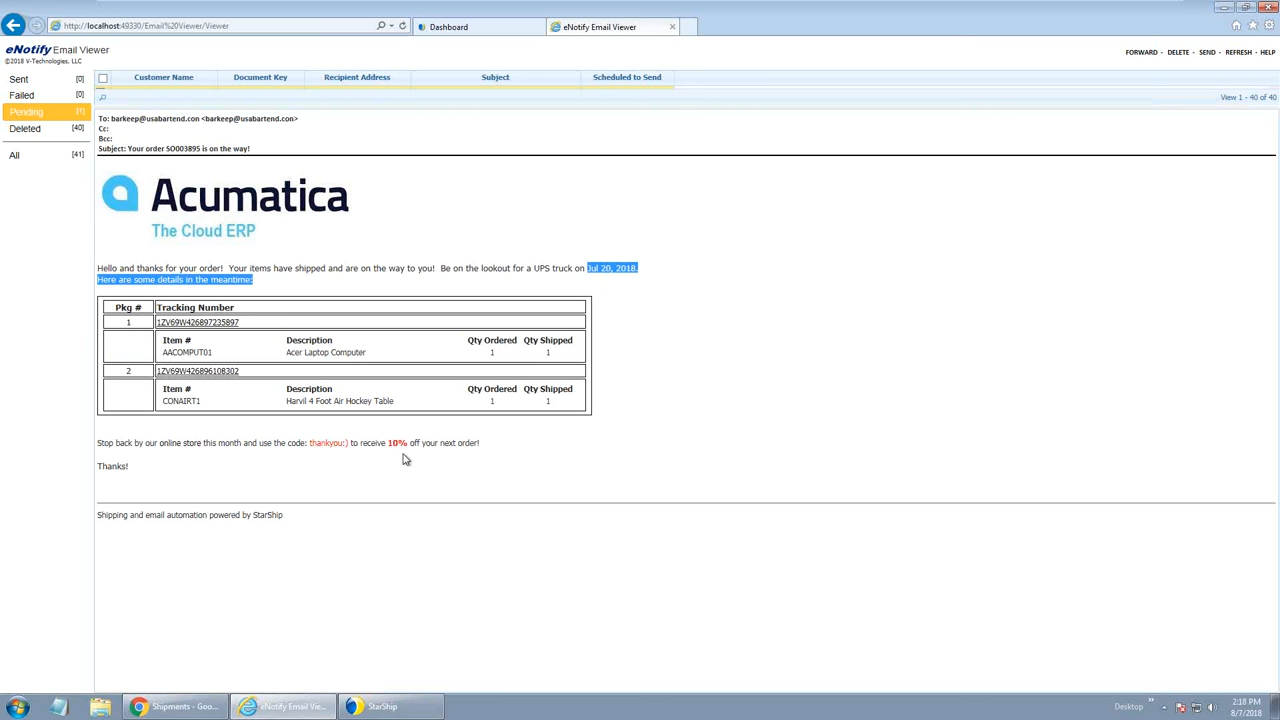 http://localhost:49330/Email%20Viewer/Viewer
Dashboard
eNotify Email Viewer
eNotify Email Viewer
©2018 V-Technologies, LLC
FORWARD DELETE SEND REFRESH HELP
Sent [0]
Failed [0]
Pending [1]
Deleted [40]
All [41]
Customer Name Document Key Recipient Address Subject Scheduled to Send
View 1 - 40 of 40
To: barkeep@usabartend.con <barkeep@usabartend.con>
Cc:
Bcc:
Subject: Your order SO003895 is on the way!
Acumatica
The Cloud ERP
Hello and thanks for your order! Your items have shipped and are on the way to you! Be on the lookout for a UPS truck on Jul 20, 2018.
Here are some details in the meantime:
Pkg # Tracking Number
1 1ZV69W426897235897
Item # Description Qty Ordered Qty Shipped
AACOMPUT01 Acer Laptop Computer 1 1
2 1ZV69W426896108302
Item # Description Qty Ordered Qty Shipped
CONAIRT1 Harvil 4 Foot Air Hockey Table 1 1
Stop back by our online store this month and use the code: thankyou:) to receive 10% off your next order!
Thanks!
Shipping and email automation powered by StarShip
Shipments - Goo...
eNotify Email Vie...
StarShip
Desktop
2:18 PM
8/7/2018